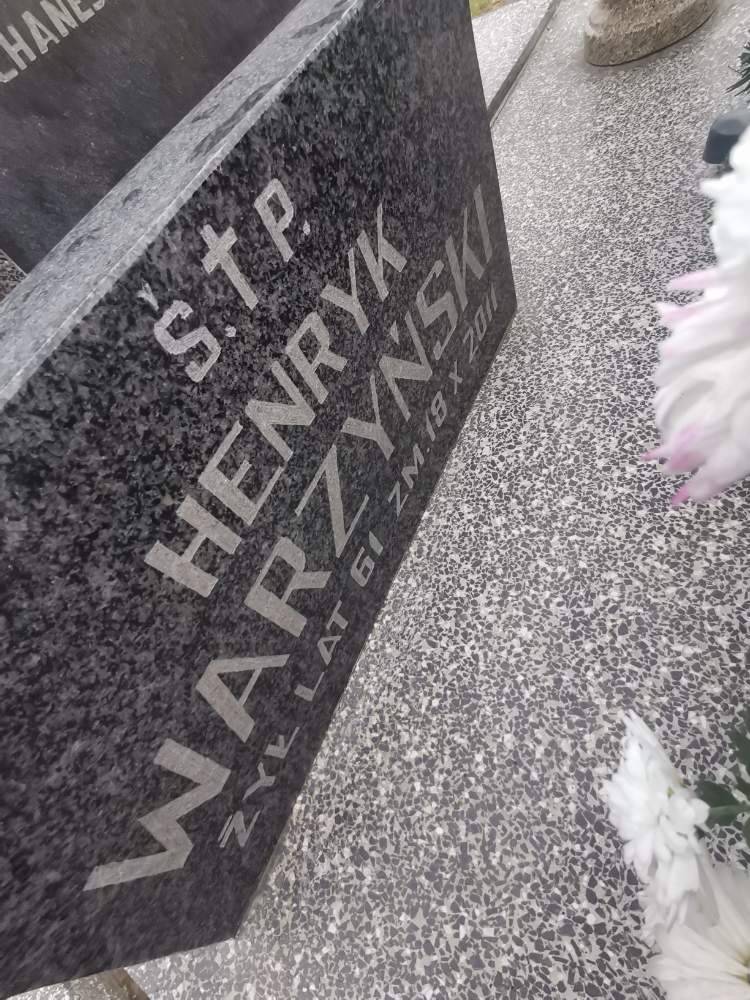 Ś. † P.
HENRYK
WARZYŃSKI
ŻYŁ LAT 61 ZM. 18 X 2011